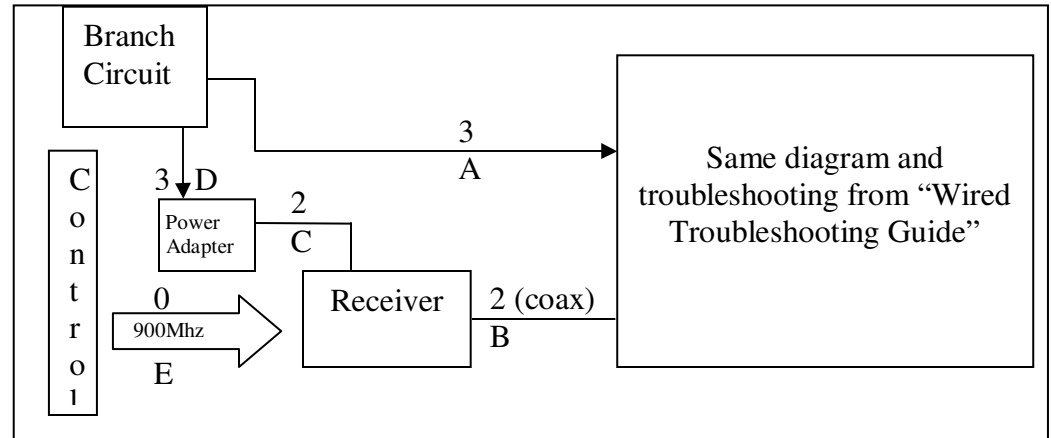 Branch
Circuit
3
A
Same diagram and
troubleshooting from “Wired
Troubleshooting Guide”
Control
3 D
Power
Adapter
2
C
0
900Mhz
E
Receiver
2 (coax)
B